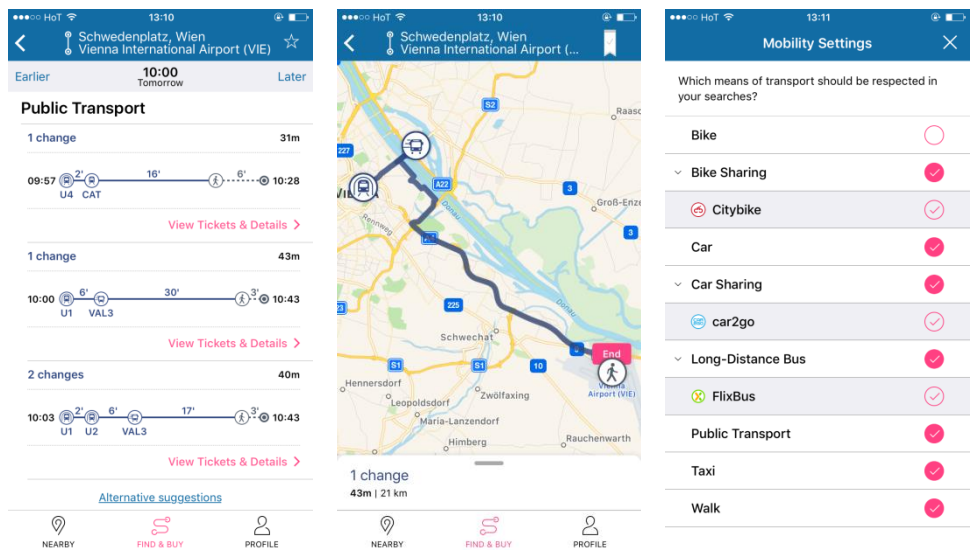 HoT 13:10
Schwedenplatz, Wien
Vienna International Airport (VIE)
Earlier 10:00 Later
Tomorrow
Public Transport
1 change 31m
2' 16' 6'
09:57 10:28
U4 CAT
View Tickets & Details
1 change 43m
6' 30' 3'
10:00 10:43
U1 VAL3
View Tickets & Details
2 changes 40m
2' 6' 17' 3'
10:03 10:43
U1 U2 VAL3
View Tickets & Details
Alternative suggestions
NEARBY FIND & BUY PROFILE
HoT 13:10
Schwedenplatz, Wien
Vienna International Airport (...
S2
Raasd
227
A22
3
Groß-Enze
Donau
Rennweg
3
23
225
Donau
Schwechat
End
S1
S1
10
Vienna
Airport (VIE)
Hennersdorf
Zwölfaxing
Leopoldsdorf
Maria-Lanzendorf
Himberg
Rauchenwarth
1 change
43m | 21 km
NEARBY FIND & BUY PROFILE
HoT 13:11
Mobility Settings
Which means of transport should be respected in
your searches?
Bike
Bike Sharing
Citybike
Car
Car Sharing
car2go
Long-Distance Bus
FlixBus
Public Transport
Taxi
Walk